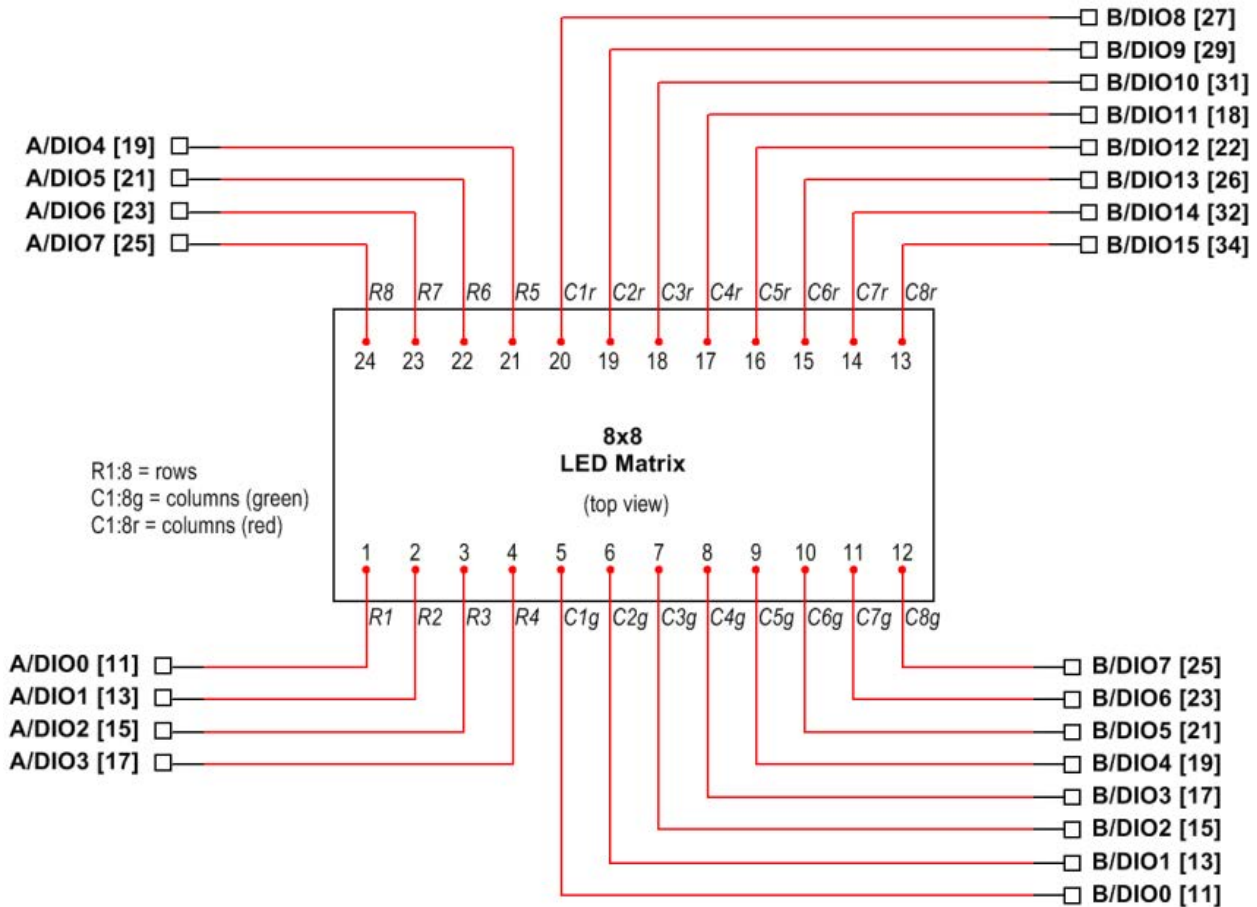 B/DIO8 [27]
B/DIO9 [29]
B/DIO10 [31]
B/DIO11 [18]
A/DIO4 [19]
B/DIO12 [22]
A/DIO5 [21]
B/DIO13 [26]
A/DIO6 [23]
B/DIO14 [32]
A/DIO7 [25]
B/DIO15 [34]
R8 R7 R6 R5 C1r C2r C3r C4r C5r C6r C7r C8r
24 23 22 21 20 19 18 17 16 15 14 13
8x8
LED Matrix
(top view)
R1:8 = rows
C1:8g = columns (green)
C1:8r = columns (red)
1 2 3 4 5 6 7 8 9 10 11 12
R1 R2 R3 R4 C1g C2g C3g C4g C5g C6g C7g C8g
A/DIO0 [11]
B/DIO7 [25]
A/DIO1 [13]
B/DIO6 [23]
A/DIO2 [15]
B/DIO5 [21]
A/DIO3 [17]
B/DIO4 [19]
B/DIO3 [17]
B/DIO2 [15]
B/DIO1 [13]
B/DIO0 [11]